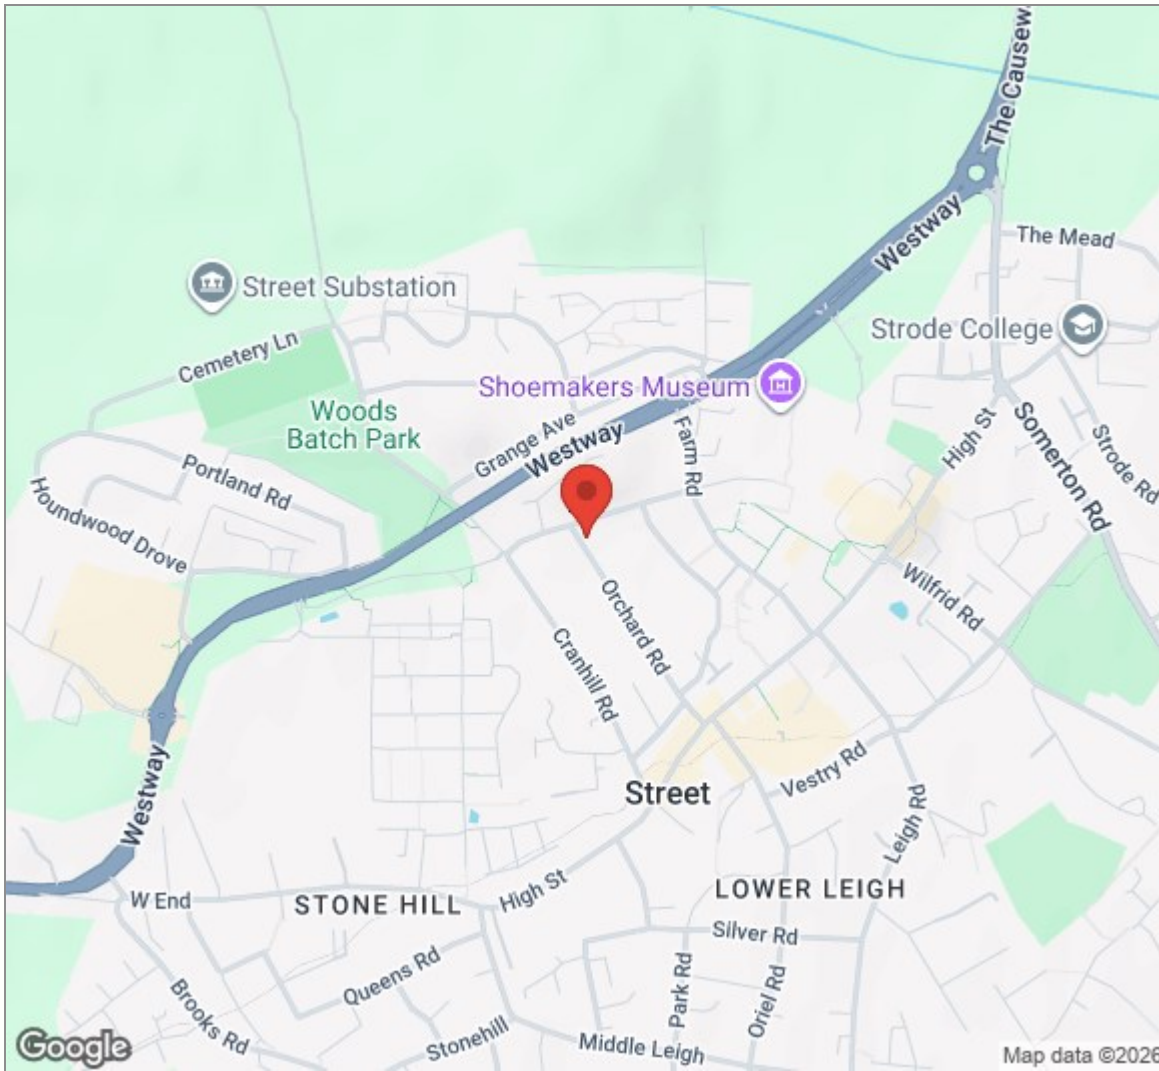 The Causew
Westway
The Mead
Street Substation
Strode College
Cemetery Ln
Shoemakers Museum
Woods
Batch Park
Grange Ave
Westway
Farm Rd
High St
Somerton Rd
Strode Rd
Portland Rd
Houndwood Drove
Orchard Rd
Cranhill Rd
Wilfrid Rd
Westway
Street
Vestry Rd
Leigh Rd
W End
STONE HILL
High St
LOWER LEIGH
Silver Rd
Queens Rd
Brooks Rd
Park Rd
Oriel Rd
Stonehill
Middle Leigh
Google
Map data ©2026